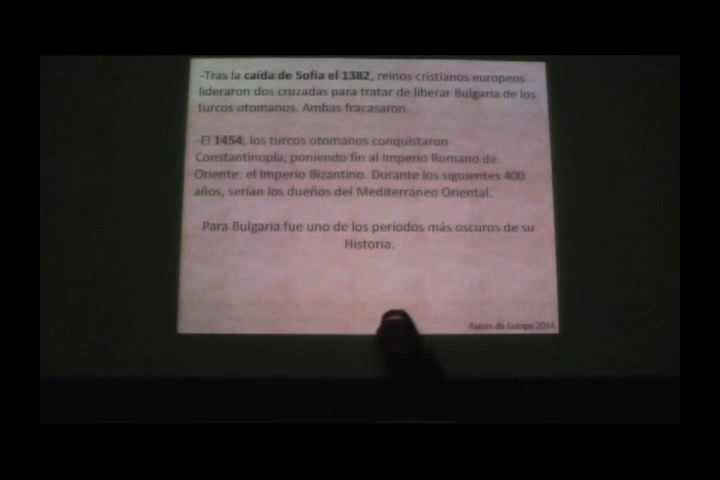 -Tras la caída de Sofía el 1382, reinos cristianos europeos
lideraron dos cruzadas para tratar de liberar Bulgaria de los
turcos otomanos. Ambas fracasaron.
-El 1454, los turcos otomanos conquistaron
Constantinopla, poniendo fin al Imperio Romano de
Oriente: el Imperio Bizantino. Durante los siguientes 400
años, serían los dueños del Mediterráneo Oriental.
Para Bulgaria fue uno de los periodos más oscuros de su
Historia.
Raíces de Europa 2014